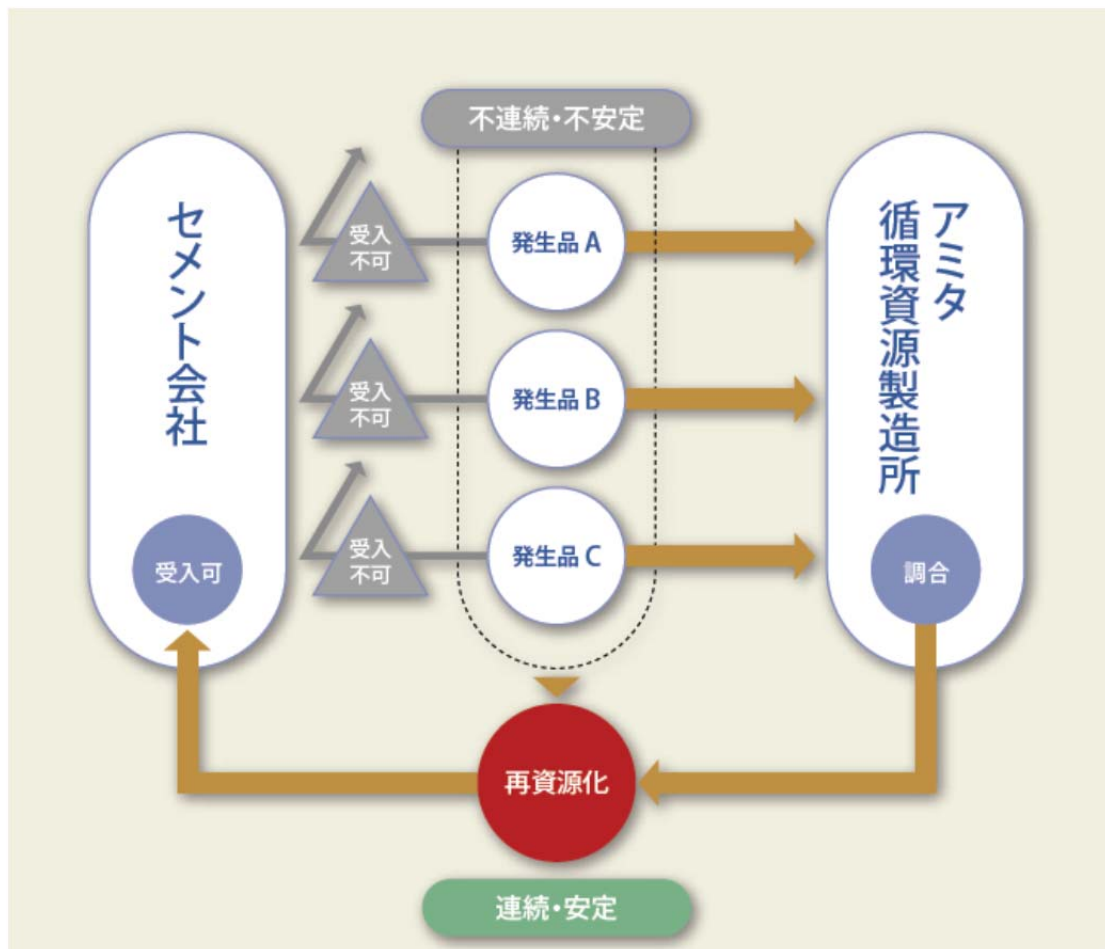 不連続・不安定
セメント会社
受入
不可
発生品 A
アミタ
循環資源製造所
受入
不可
発生品 B
受入
不可
発生品 C
受入可
調合
再資源化
連続・安定